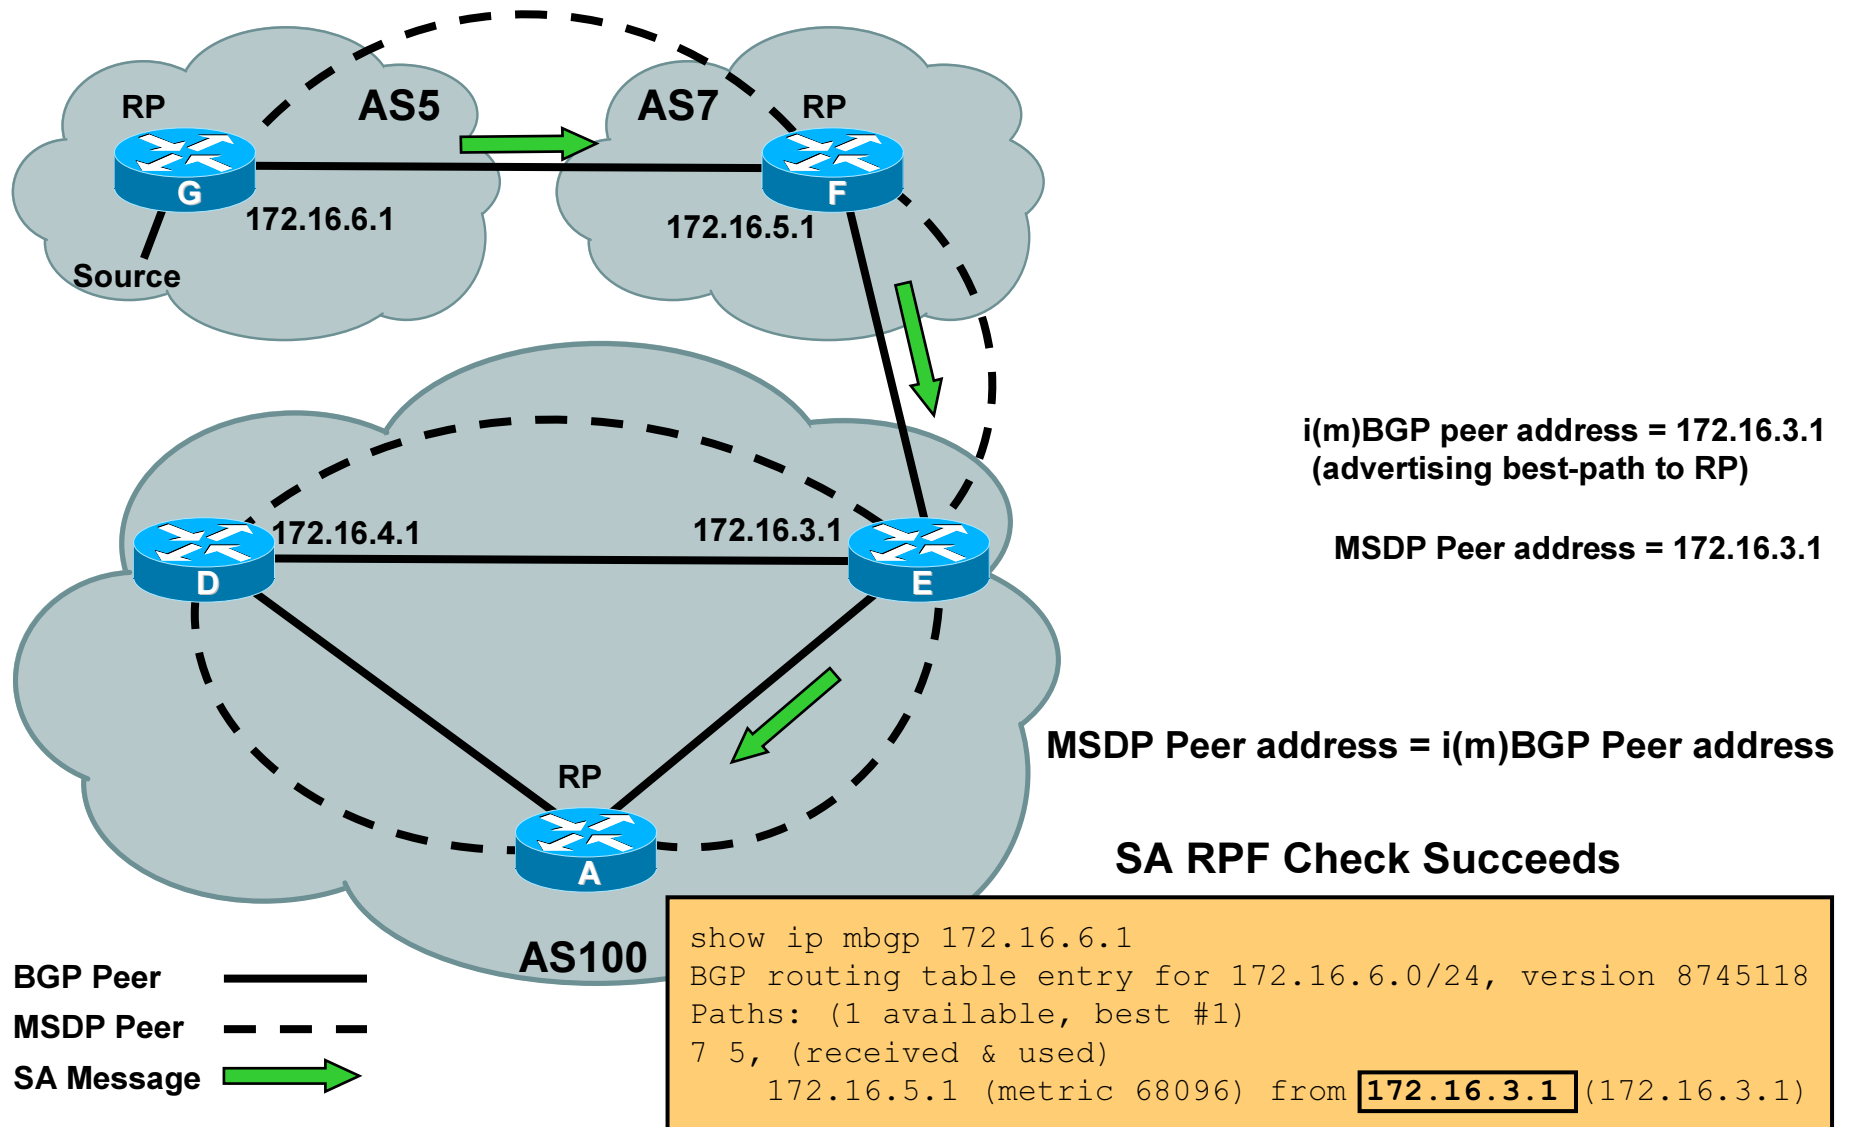 RP
AS5
AS7
RP
G
F
172.16.6.1
172.16.5.1
Source
i(m)BGP peer address = 172.16.3.1
(advertising best-path to RP)
172.16.4.1
172.16.3.1
MSDP Peer address = 172.16.3.1
D
E
MSDP Peer address = i(m)BGP Peer address
RP
A
SA RPF Check Succeeds
AS100
BGP Peer
MSDP Peer
SA Message
show ip mbgp 172.16.6.1
BGP routing table entry for 172.16.6.0/24, version 8745118
Paths: (1 available, best #1)
7 5, (received & used)
172.16.5.1 (metric 68096) from 172.16.3.1 (172.16.3.1)